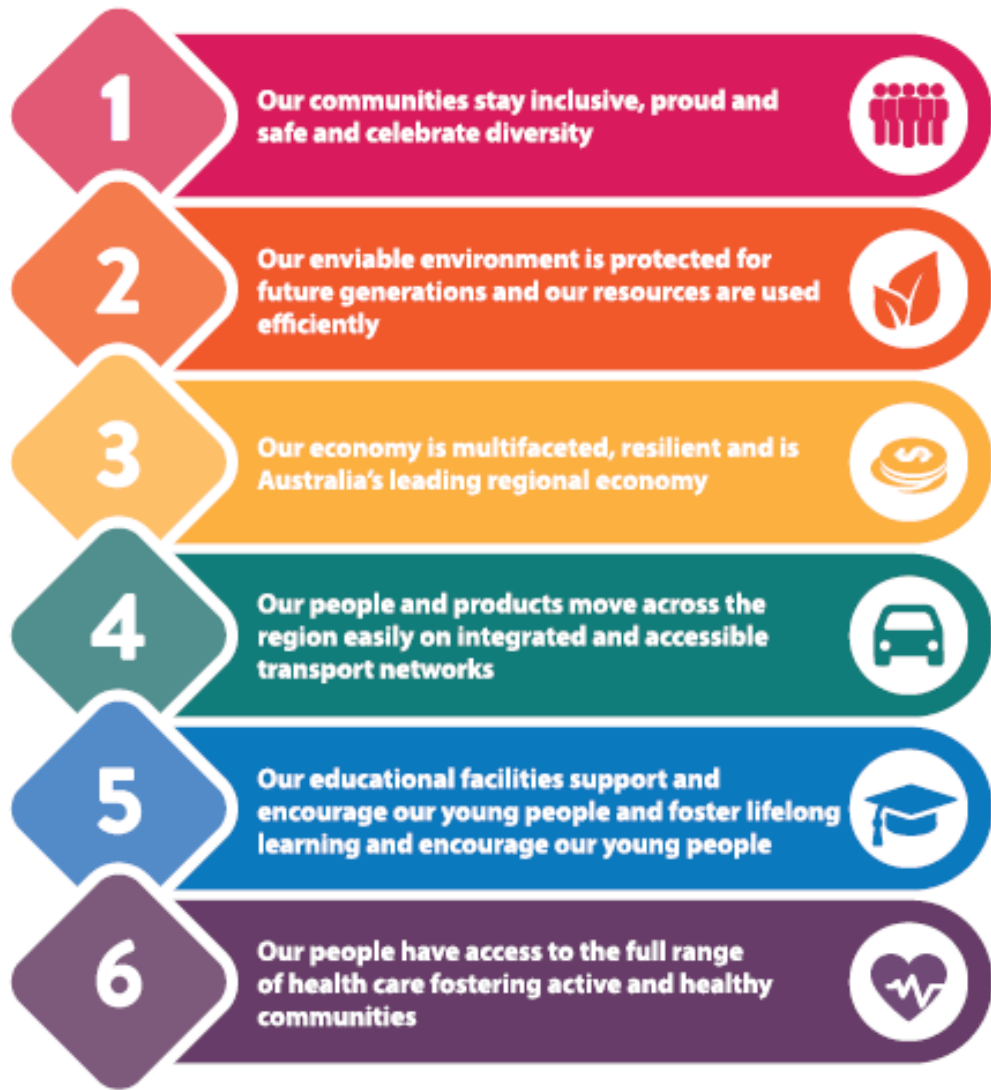 1
Our communities stay inclusive, proud and
safe and celebrate diversity
2
Our enviable environment is protected for
future generations and our resources are used
efficiently
3
Our economy is multifaceted, resilient and is
Australia's leading regional economy
$
4
Our people and products move across the
region easily on integrated and accessible
transport networks
5
Our educational facilities support and
encourage our young people and foster lifelong
learning and encourage our young people
6
Our people have access to the full range
of health care fostering active and healthy
communities